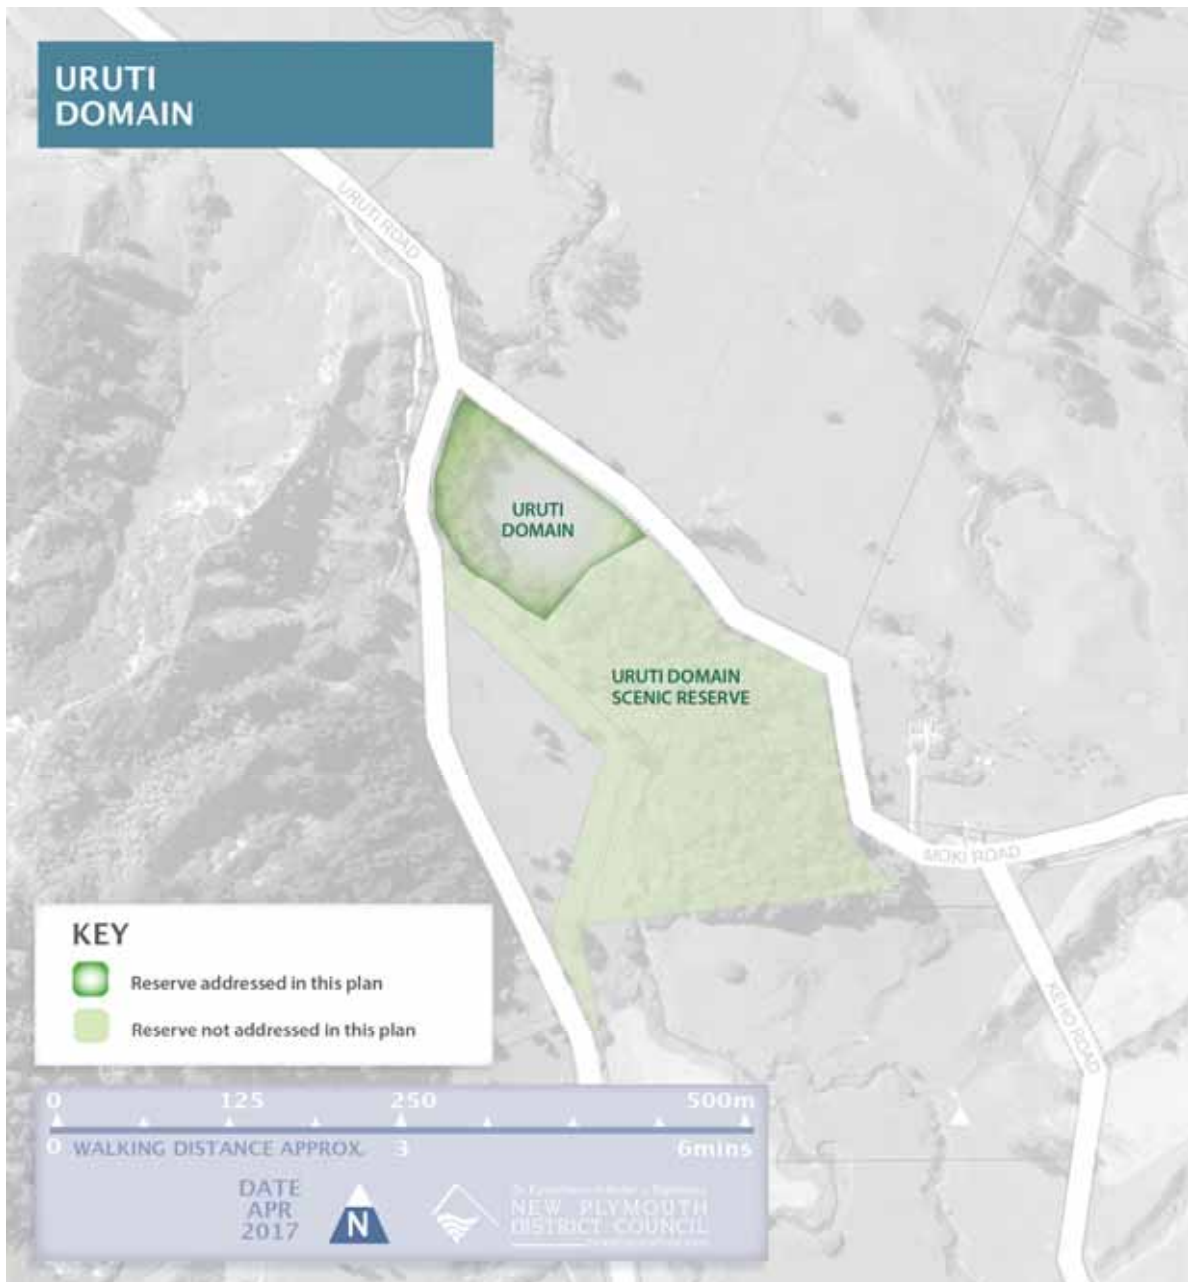 URUTI
DOMAIN
URUTI ROAD
URUTI
DOMAIN
URUTI DOMAIN
SCENIC RESERVE
MOKI ROAD
KEY
Reserve addressed in this plan
Reserve not addressed in this plan
0 125 250 500m
0 WALKING DISTANCE APPROX. 3 6mins
DATE
APR
2017
N
NEW PLYMOUTH
DISTRICT COUNCIL
ROAD